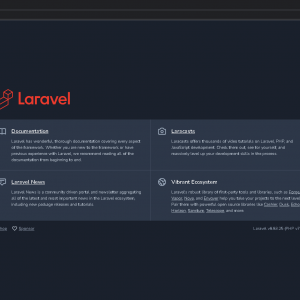 Laravel
Documentation
Laravel has wonderful, thorough documentation covering every aspect
of the framework. Whether you are new to the framework or have
previous experience with Laravel, we recommend reading all of the
documentation from beginning to end.
Laracasts
Laracasts offers thousands of video tutorials on Laravel, PHP, and
JavaScript development. Check them out, see for yourself, and
massively level up your development skills in the process.
Laravel News
Laravel News is a community driven portal and newsletter aggregating
all of the latest and most important news in the Laravel ecosystem,
including new package releases and tutorials.
Vibrant Ecosystem
Laravel's robust library of first-party tools and libraries, such as
Vapor, Nova, and Envoyer help you take your projects to the next
Pair them with powerful open source libraries like Cashier, Dusk,
Horizon, Sanctum, Telescope, and more.
Sponsor
Laravel